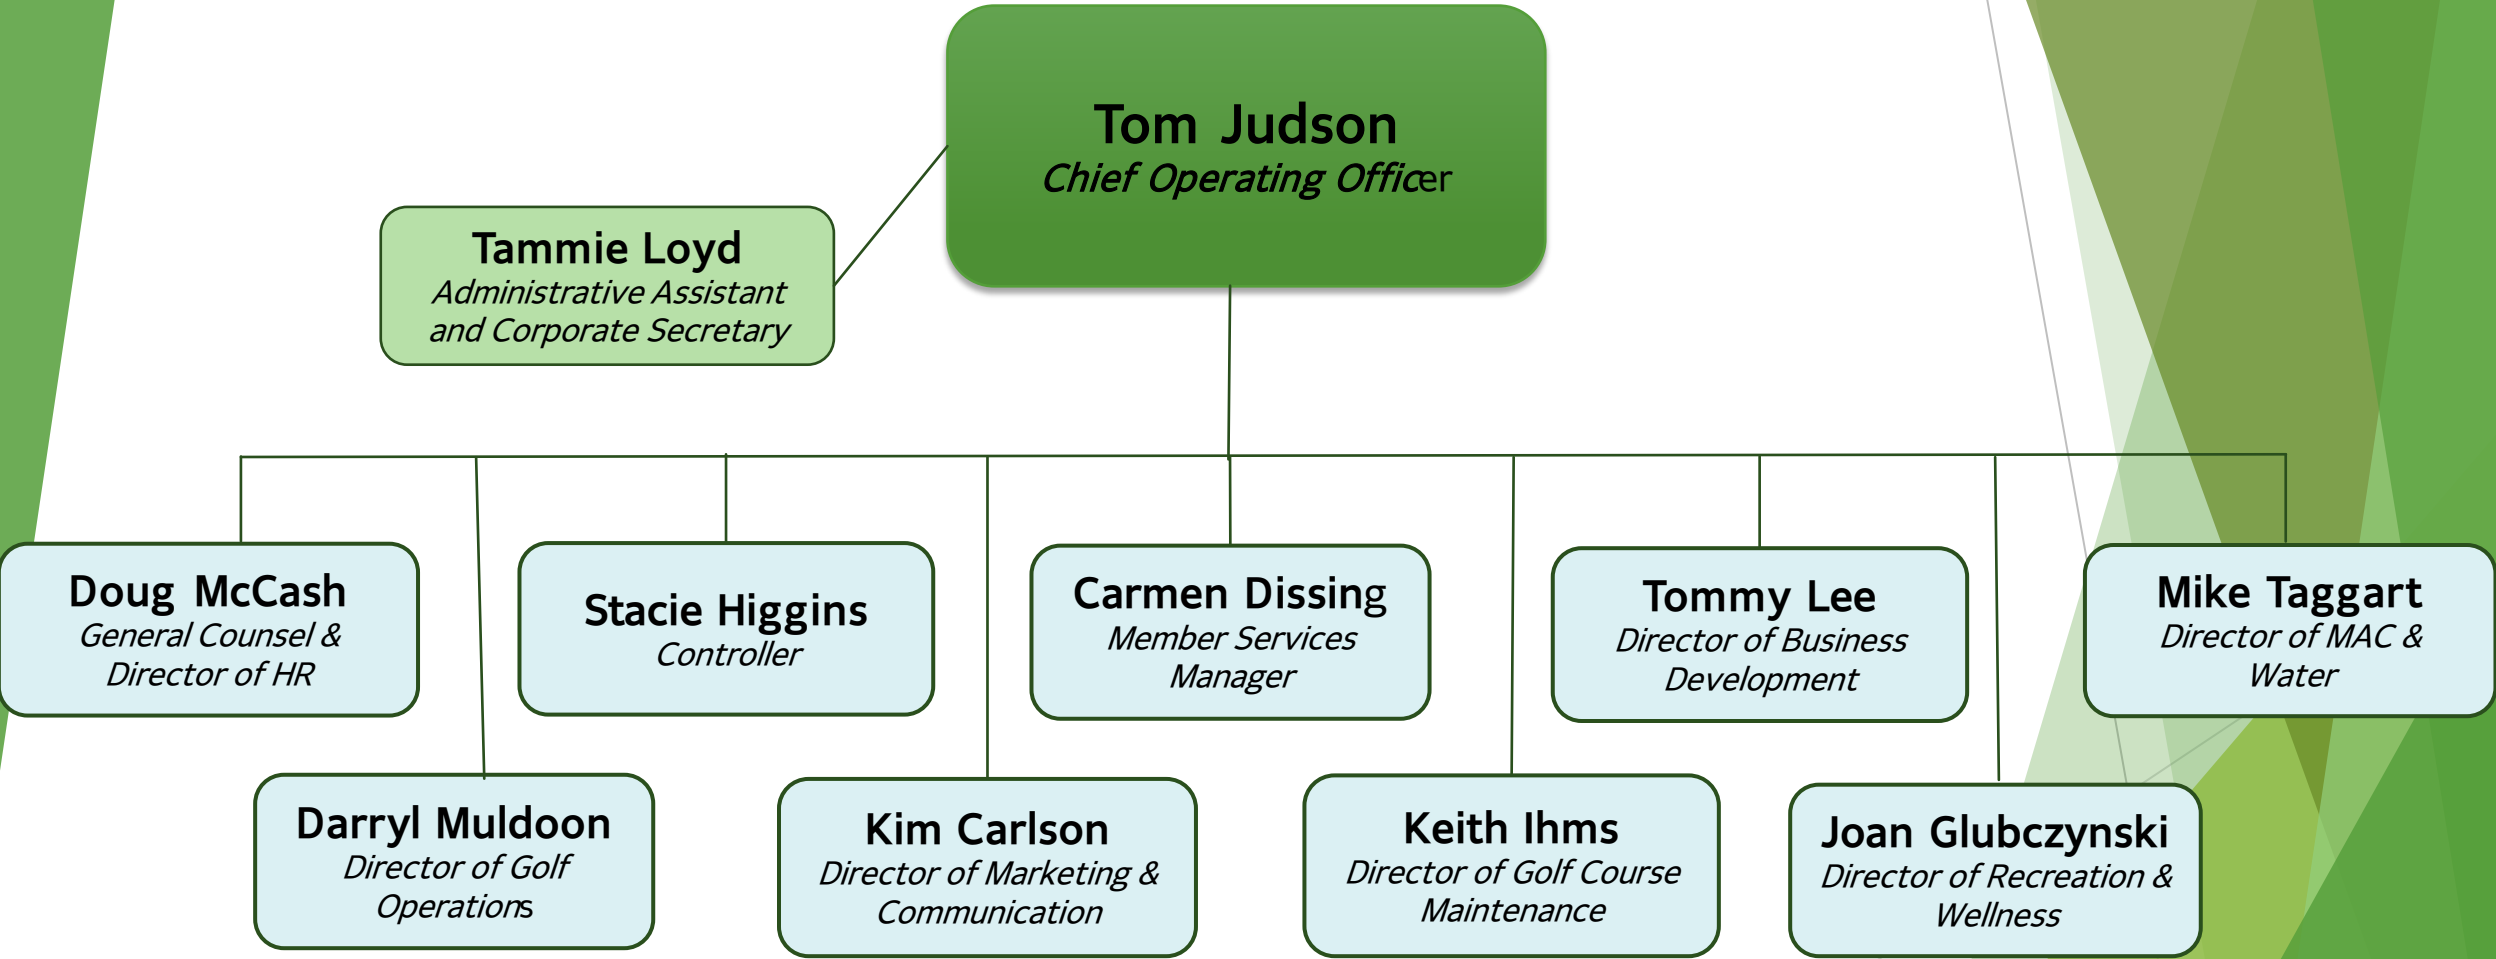 Tom Judson
Chief Operating Officer
Tammie Loyd
Administrative Assistant
and Corporate Secretary
Doug McCash
General Counsel &
Director of HR
Stacie Higgins
Controller
Carmen Dissing
Member Services
Manager
Tommy Lee
Director of Business
Development
Mike Taggart
Director of MAC &
Water
Darryl Muldoon
Director of Golf
Operations
Kim Carlson
Director of Marketing &
Communication
Keith Ihms
Director of Golf Course
Maintenance
Joan Glubczynski
Director of Recreation &
Wellness